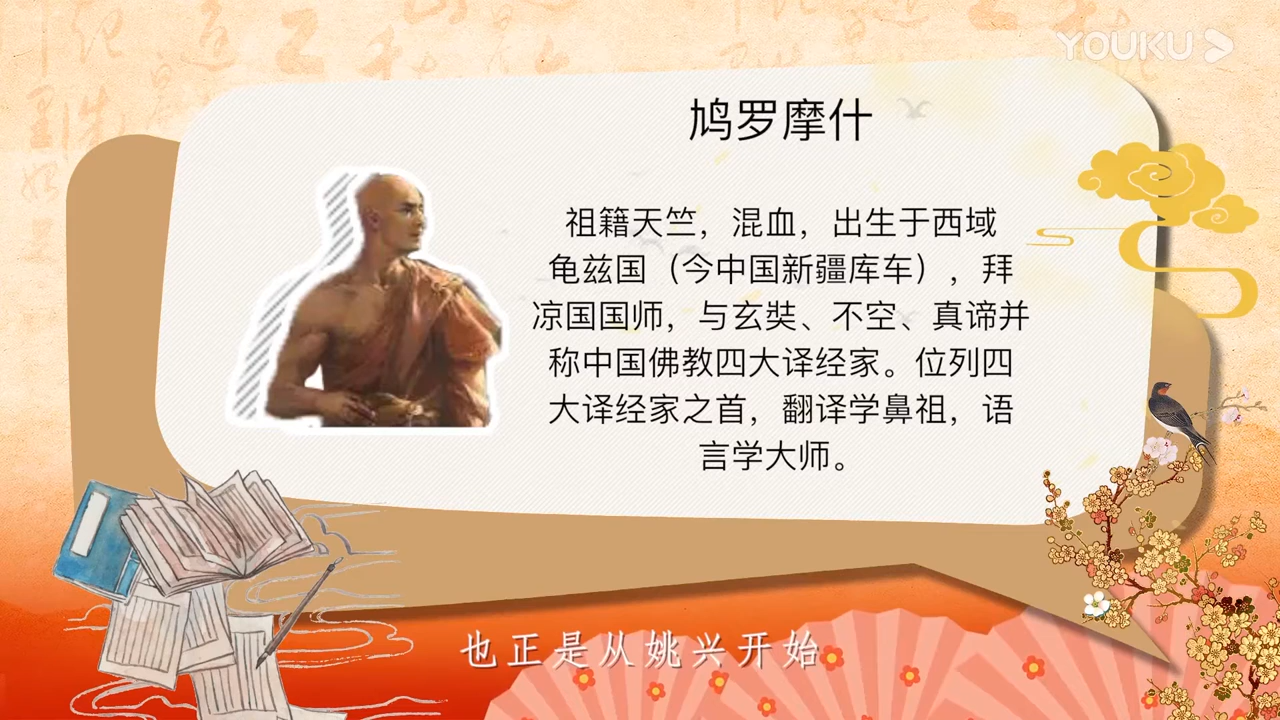 YOUKU
鸠罗摩什
祖籍天竺，混血，出生于西域
龟兹国（今中国新疆库车），拜
凉国国师，与玄奘、不空、真谛并
称中国佛教四大译经家。位列四
大译经家之首，翻译学鼻祖，语
言学大师。
也正是从姚兴开始